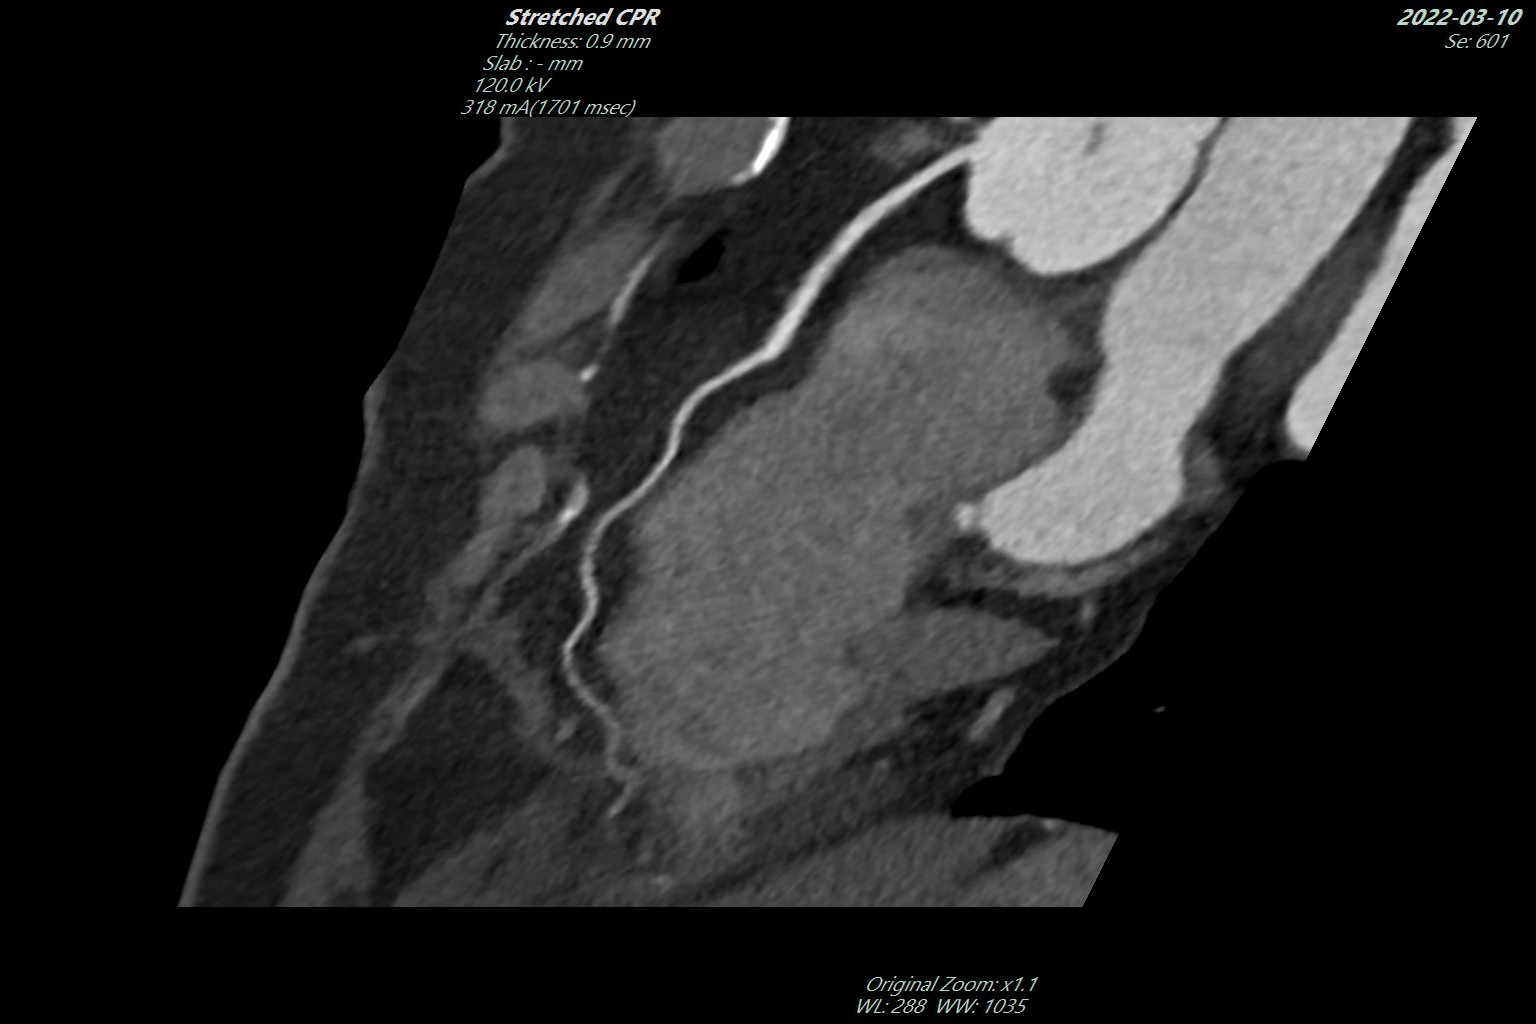 Stretched CPR
Thickness: 0.9 mm
Slab : - mm
120.0 kV
318 mA(1701 msec)
2022-03-10
Se: 601
Original Zoom: x1.1
WL: 288 WW: 1035